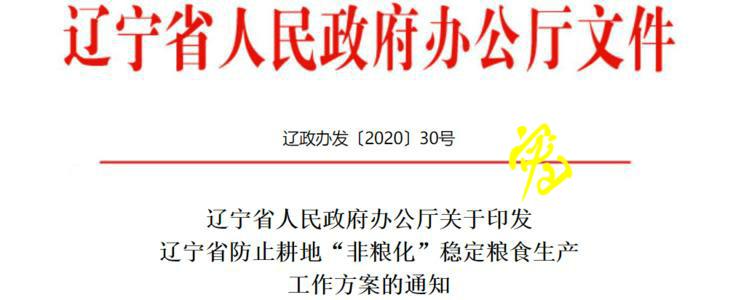 辽宁省人民政府办公厅文件
辽政办发〔2020〕30号
辽宁省人民政府办公厅关于印发
辽宁省防止耕地“非粮化”稳定粮食生产
工作方案的通知